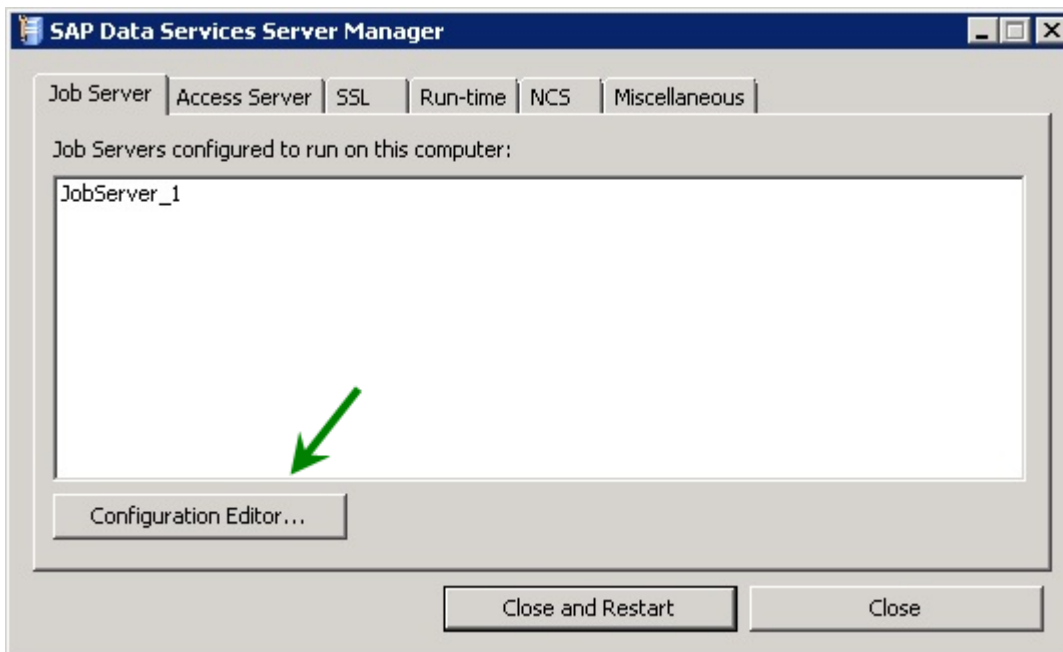 SAP Data Services Server Manager
Job Server Access Server SSL Run-time NCS Miscellaneous
Job Servers configured to run on this computer:
JobServer_1
Configuration Editor...
Close and Restart Close